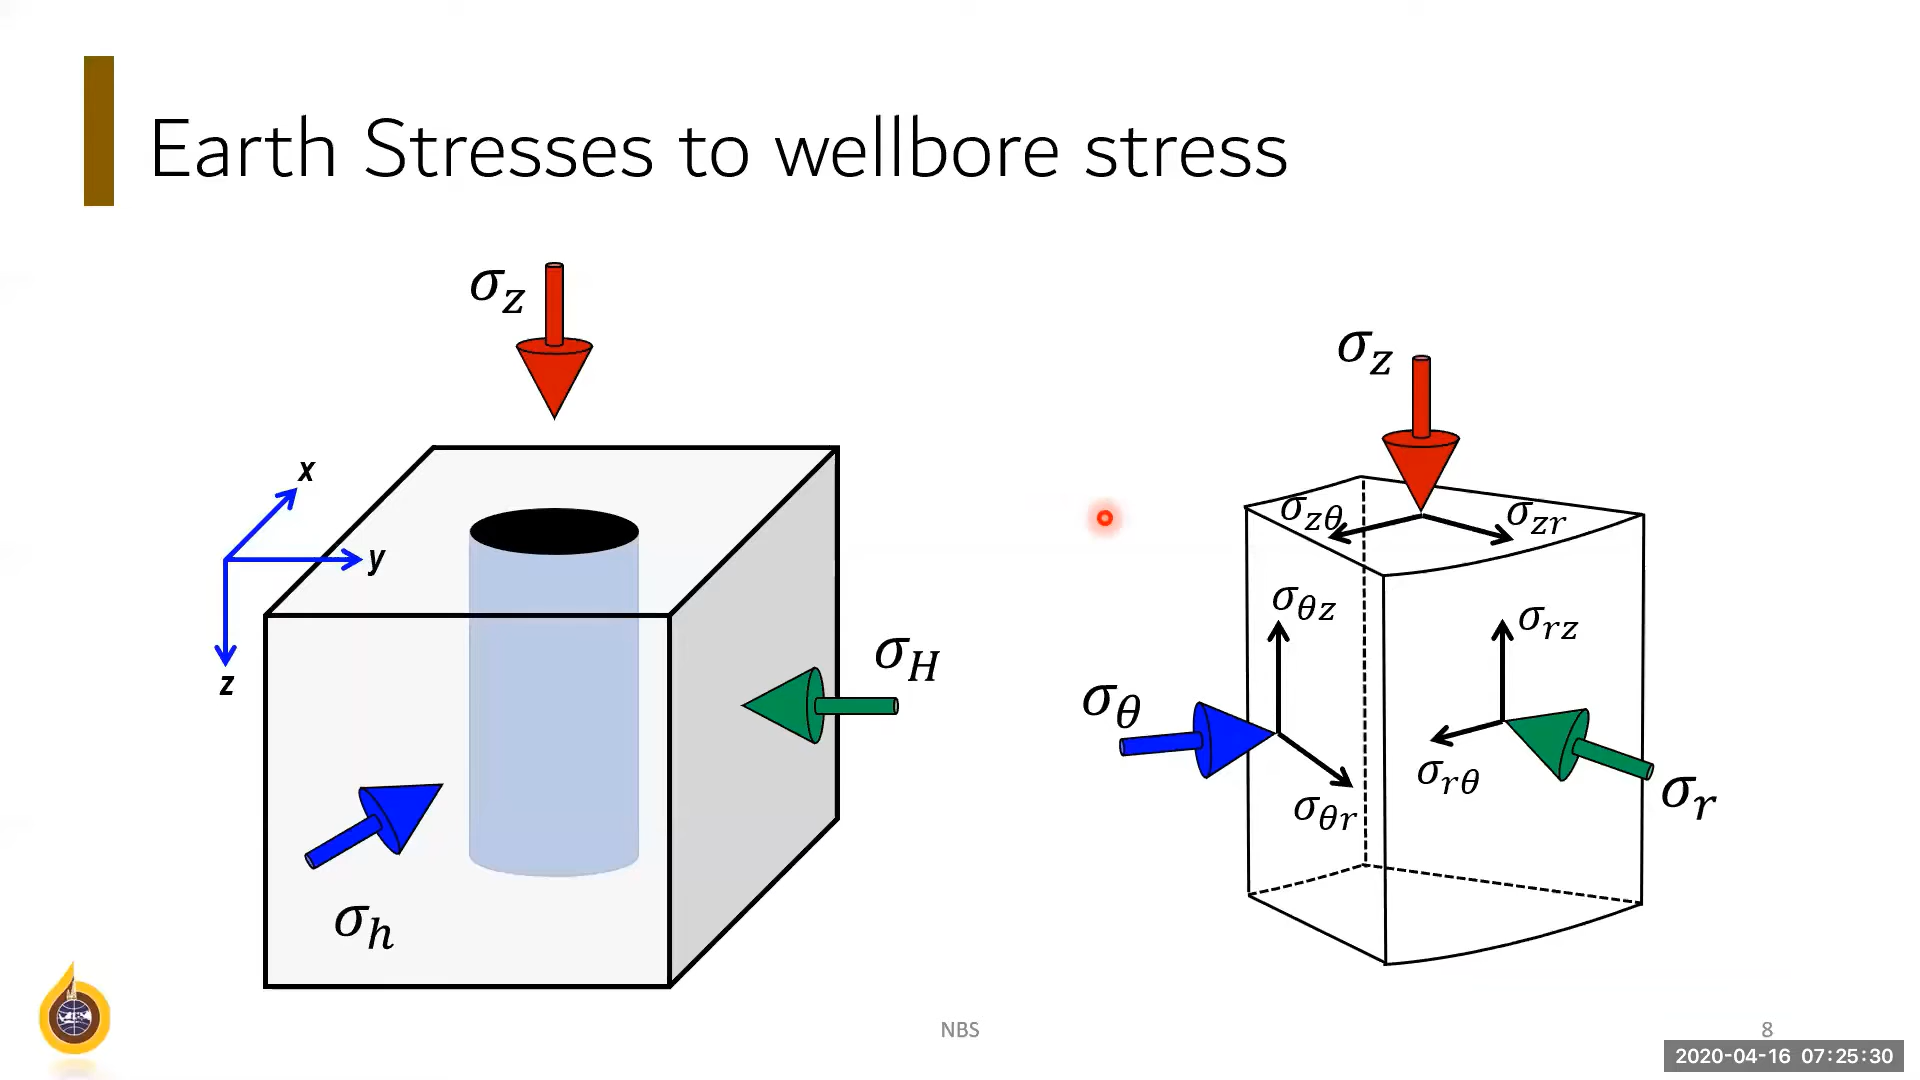 Earth Stresses to wellbore stress
σz
x
y
z
σH
σh
σz
σzθ
σzr
σθz
σrz
σθ
σrθ
σθr
σr
NBS
8
2020-04-16 07:25:30